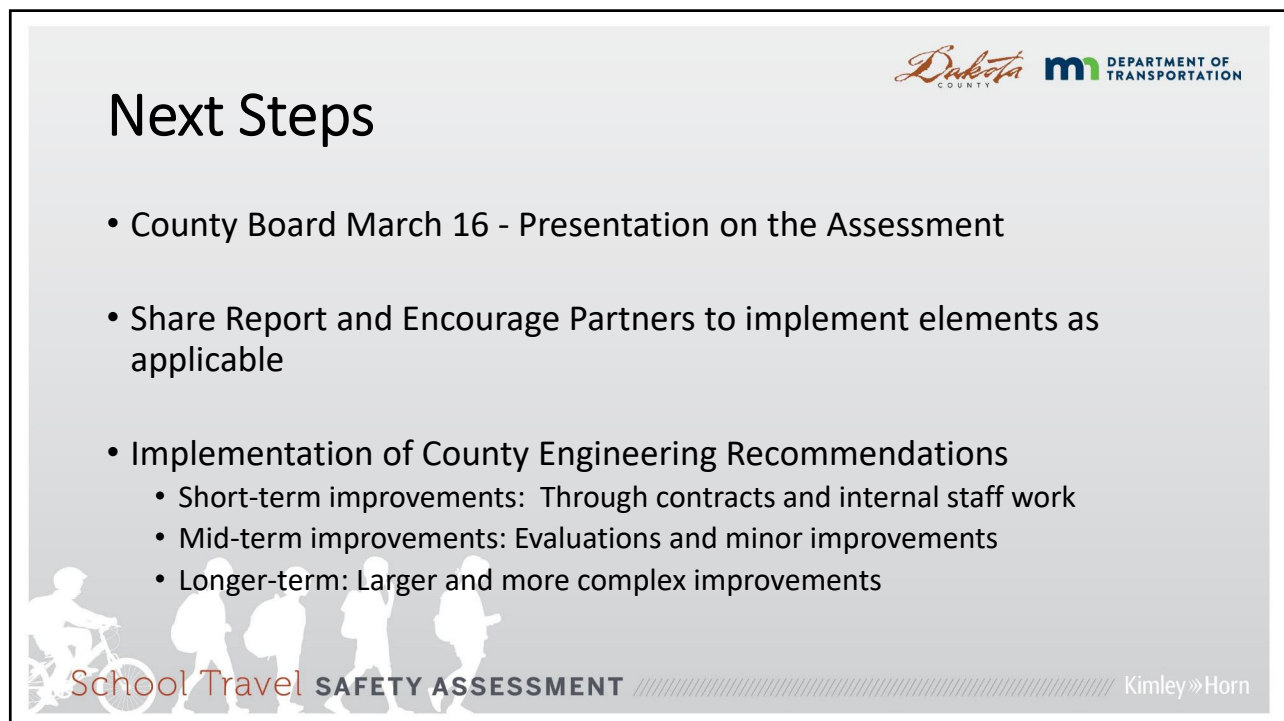 Dakota
COUNTY
mn DEPARTMENT OF
TRANSPORTATION
Next Steps
• County Board March 16 - Presentation on the Assessment
• Share Report and Encourage Partners to implement elements as
applicable
• Implementation of County Engineering Recommendations
• Short-term improvements: Through contracts and internal staff work
• Mid-term improvements: Evaluations and minor improvements
• Longer-term: Larger and more complex improvements
School Travel SAFETY ASSESSMENT
Kimley»Horn